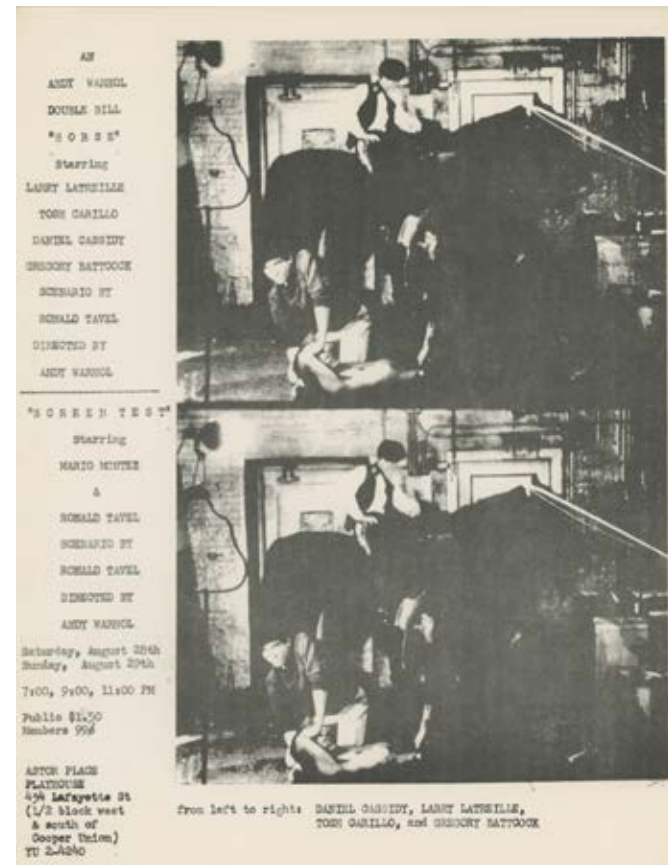 AN
ANDY WARHOL
DOUBLE BILL
"H O R S E"
Starring
LARRY LATREILLE
TOSH CARILLO
DANIEL CASSIDY
GREGORY BATTCOCK
SCENARIO BY
RONALD TAVEL
DIRECTED BY
ANDY WARHOL
"S C R E E N T E S T"
Starring
MARIO MONTEZ
&
RONALD TAVEL
SCENARIO BY
RONALD TAVEL
DIRECTED BY
ANDY WARHOL
Saturday, August 28th
Sunday, August 29th
7:00, 9:00, 11:00 PM
Public $1.50
Members 99¢
ASTOR PLACE
PLAYHOUSE
434 Lafayette St
(1/2 block west
& south of
Cooper Union)
YU 2-4240
from left to right: DANIEL CASSIDY, LARRY LATREILLE,
TOSH CARILLO, and GREGORY BATTCOCK